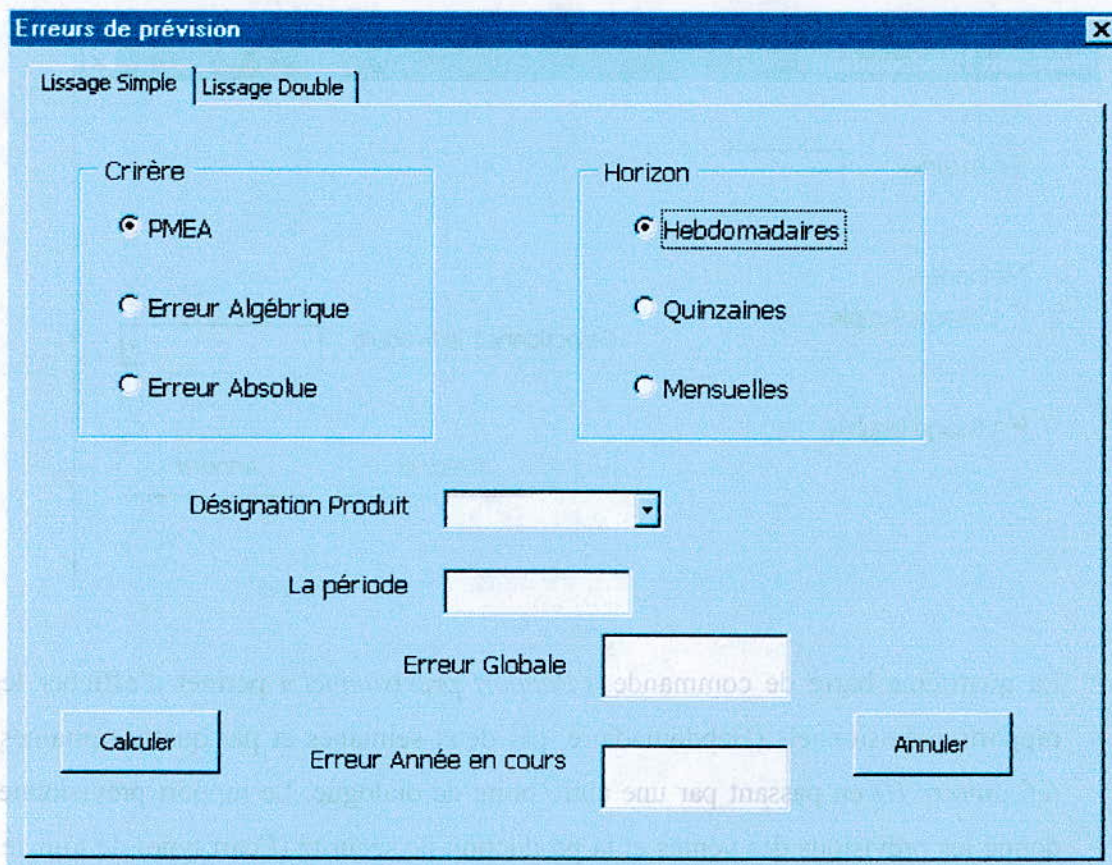 Erreurs de prévision
Lissage Simple
Lissage Double
Crirère
PMEA
Erreur Algébrique
Erreur Absolue
Horizon
Hebdomadaires
Quinzaines
Mensuelles
Désignation Produit
La période
Erreur Globale
Calculer
Erreur Année en cours
Annuler